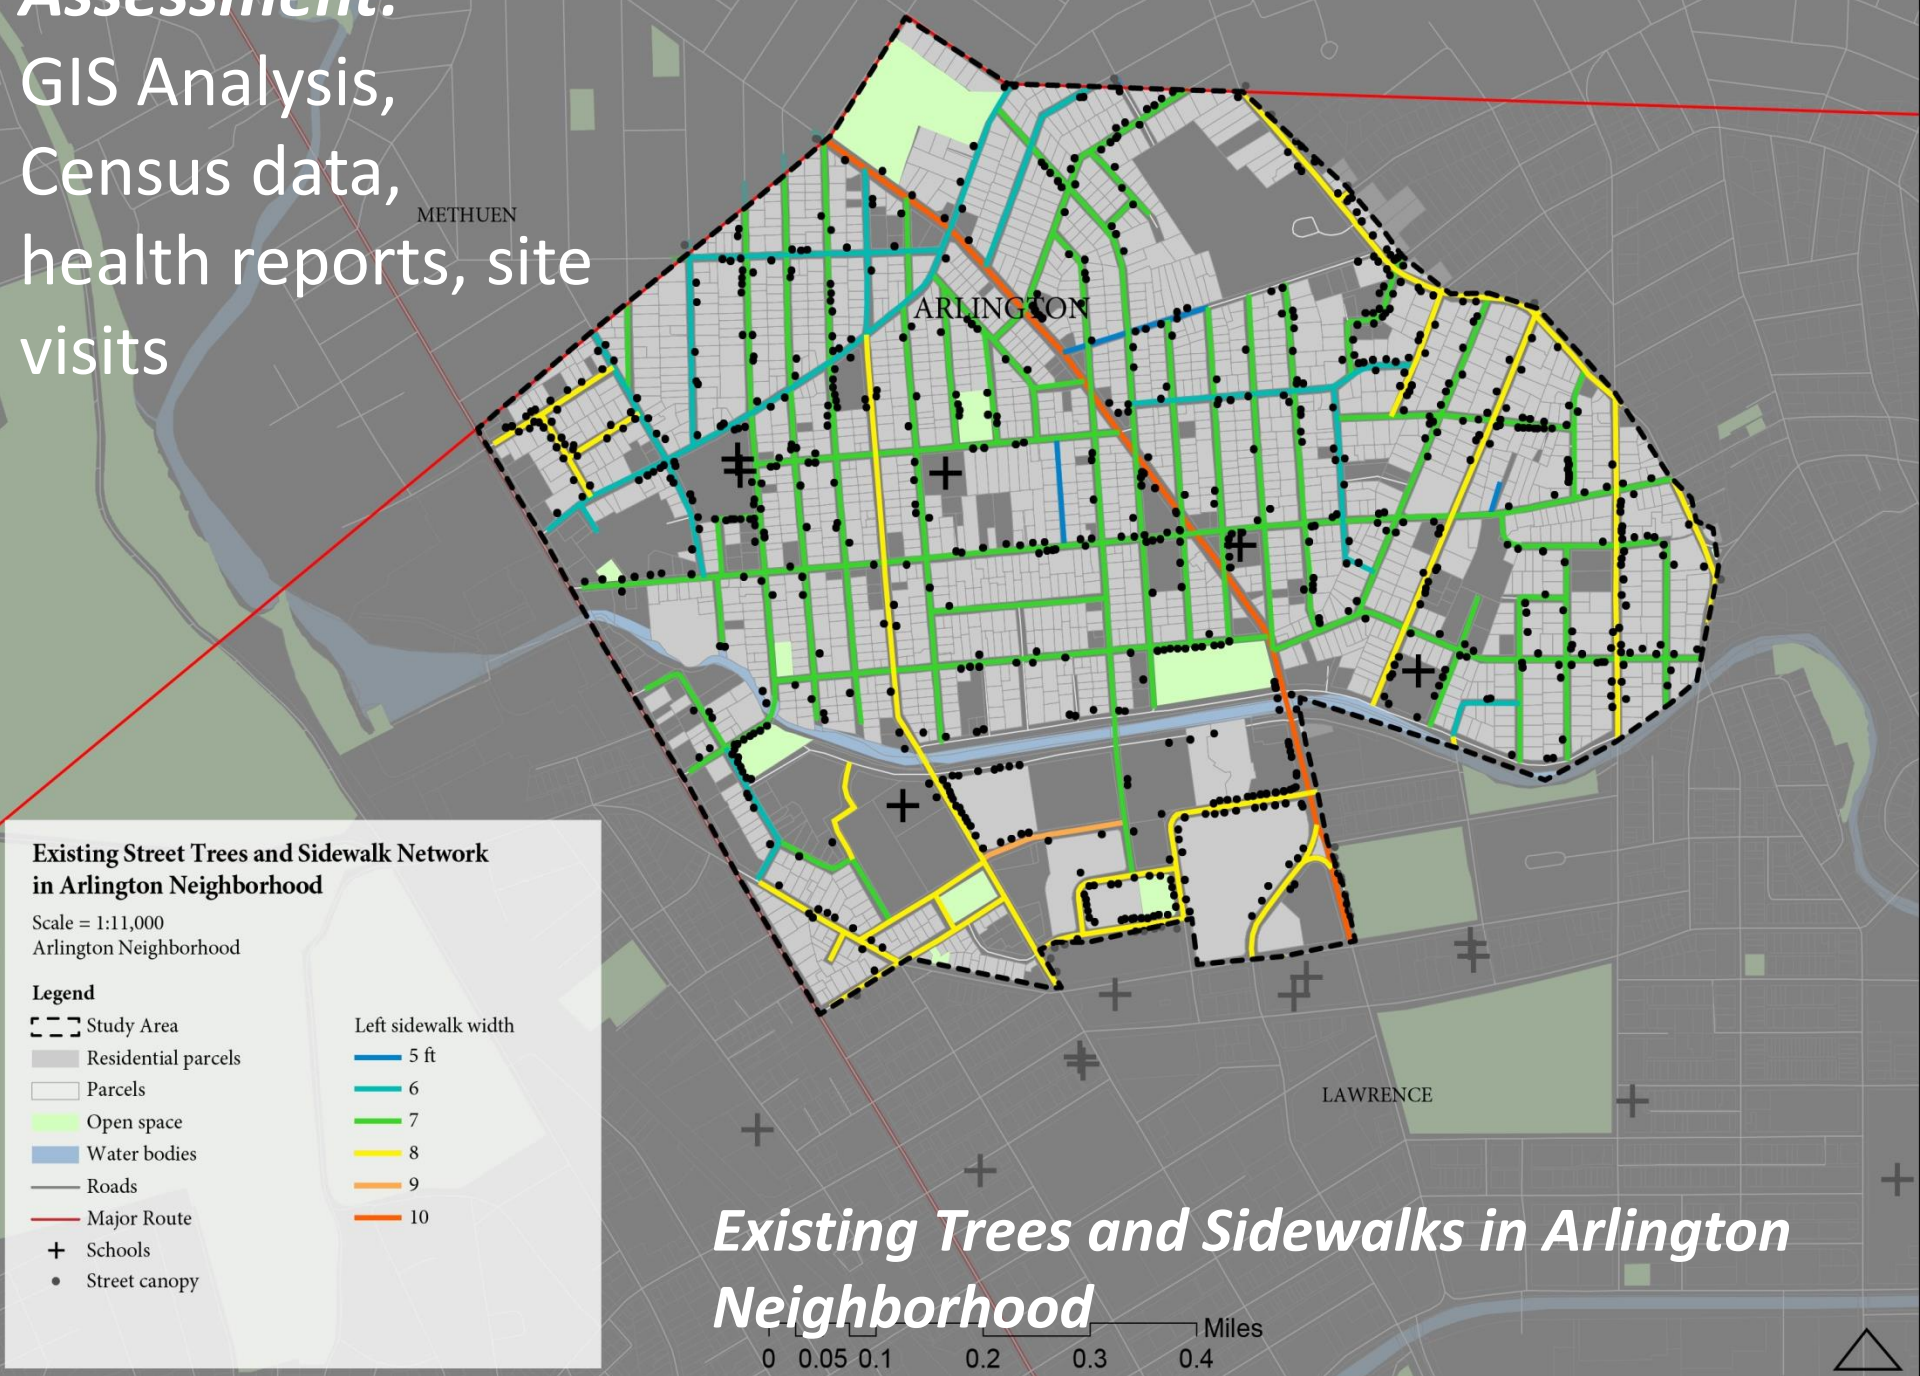 Assessment:
GIS Analysis,
Census data,
health reports, site
visits
METHUEN
ARLINGTON
LAWRENCE
Existing Street Trees and Sidewalk Network
in Arlington Neighborhood
Scale = 1:11,000
Arlington Neighborhood
Legend
Study Area
Residential parcels
Parcels
Open space
Water bodies
Roads
Major Route
Schools
Street canopy
Left sidewalk width
5 ft
6
7
8
9
10
Existing Trees and Sidewalks in Arlington
Neighborhood
Miles
0 0.05 0.1 0.2 0.3 0.4